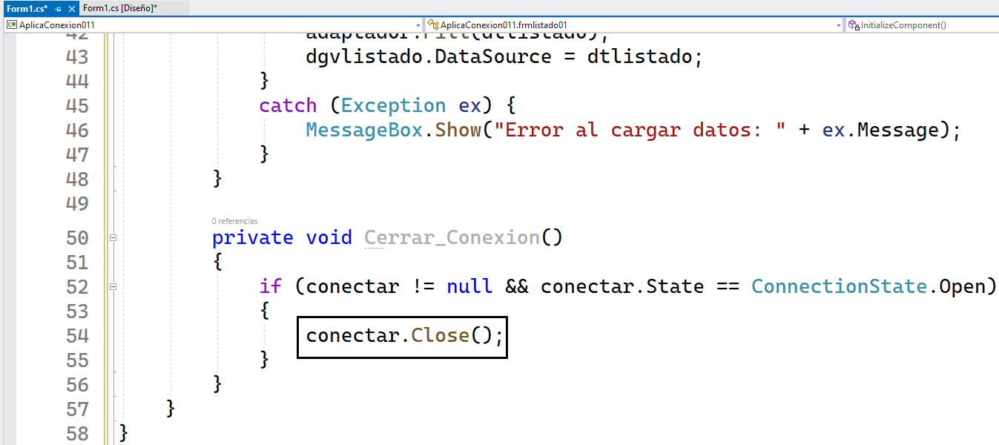 Form1.cs*
Form1.cs [Diseño]*
C# AplicaConexion011
AplicaConexion011.frmlistado01
InitializeComponent()
42 adaptador.Fill(dtlistado);
43 dgvlistado.DataSource = dtlistado;
44 }
45 catch (Exception ex) {
46 MessageBox.Show("Error al cargar datos: " + ex.Message);
47 }
48 }
49
0 referencias
50 private void Cerrar_Conexion()
51 {
52 if (conectar != null && conectar.State == ConnectionState.Open)
53 {
54 conectar.Close();
55 }
56 }
57 }
58 }